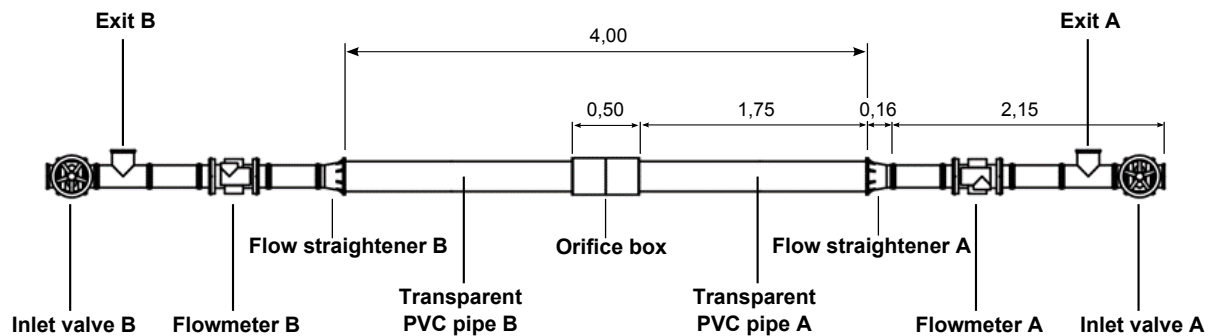 Exit B
Exit A
4,00
0,50
1,75
0,16
2,15
Flow straightener B
Orifice box
Flow straightener A
Inlet valve B
Flowmeter B
Transparent
PVC pipe B
Transparent
PVC pipe A
Flowmeter A
Inlet valve A